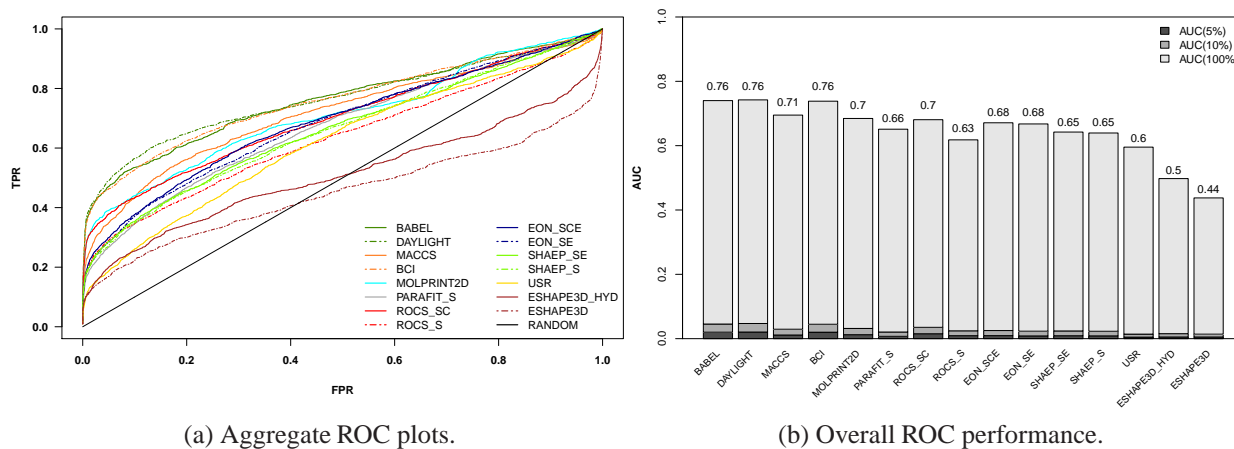 1.0
0.8
0.6
0.4
0.2
0.0
TPR
BABEL
DAYLIGHT
MACCS
BCI
MOLPRINT2D
PARAFIT_S
ROCS_SC
ROCS_S
EON_SCE
EON_SE
SHAEP_SE
SHAEP_S
USR
ESHAPE3D_HYD
ESHAPE3D
RANDOM
0.0 0.2 0.4 0.6 0.8 1.0
FPR
(a) Aggregate ROC plots.
1.0
0.8
0.6
0.4
0.2
0.0
AUC
AUC(5%)
AUC(10%)
AUC(100%
0.76 0.76 0.71 0.76 0.7 0.66 0.7 0.63 0.68 0.68 0.65 0.65 0.6 0.5 0.44
BABEL
DAYLIGHT
MACCS
BCI
MOLPRINT2D
PARAFIT_S
ROCS_SC
ROCS_S
EON_SCE
EON_SE
SHAEP_SE
SHAEP_S
USR
ESHAPE3D_HYD
ESHAPE3D
(b) Overall ROC performance.